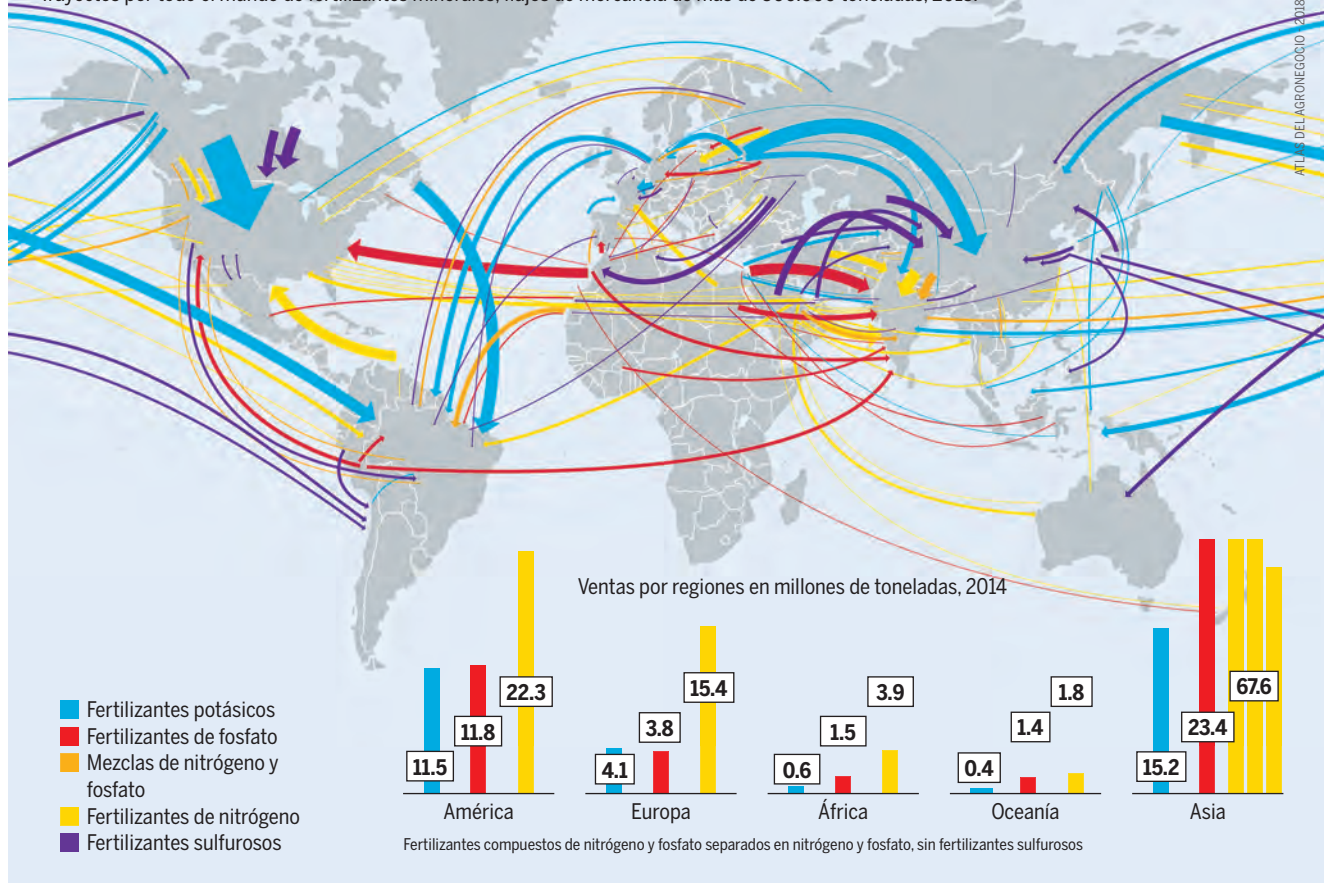 ATLAS DEL AGRONEGOCIO - 2018
Ventas por regiones en millones de toneladas, 2014
Fertilizantes potásicos
Fertilizantes de fosfato
Mezclas de nitrógeno y
fosfato
Fertilizantes de nitrógeno
Fertilizantes sulfurosos
11.5
11.8
22.3
América
4.1
3.8
15.4
Europa
0.6
1.5
3.9
África
0.4
1.4
1.8
Oceanía
15.2
23.4
67.6
Asia
Fertilizantes compuestos de nitrógeno y fosfato separados en nitrógeno y fosfato, sin fertilizantes sulfurosos